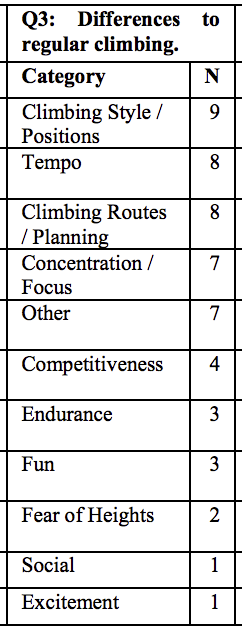 Q3: Differences to
regular climbing.
Category N
Climbing Style / 9
Positions
Tempo 8
Climbing Routes 8
/ Planning
Concentration / 7
Focus
Other 7
Competitiveness 4
Endurance 3
Fun 3
Fear of Heights 2
Social 1
Excitement 1